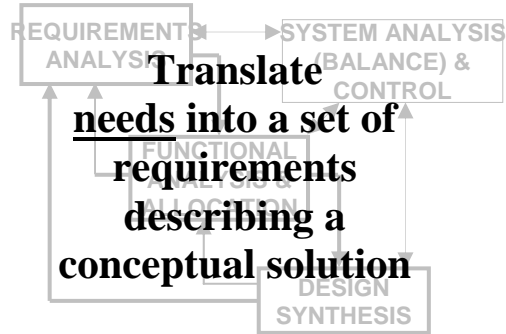 REQUIREMENTS
ANALYSIS
SYSTEM ANALYSIS
(BALANCE) &
CONTROL
Translate
needs into a set of
requirements
describing a
conceptual solution
FUNCTIONAL
ANALYSIS &
ALLOCATION
DESIGN
SYNTHESIS